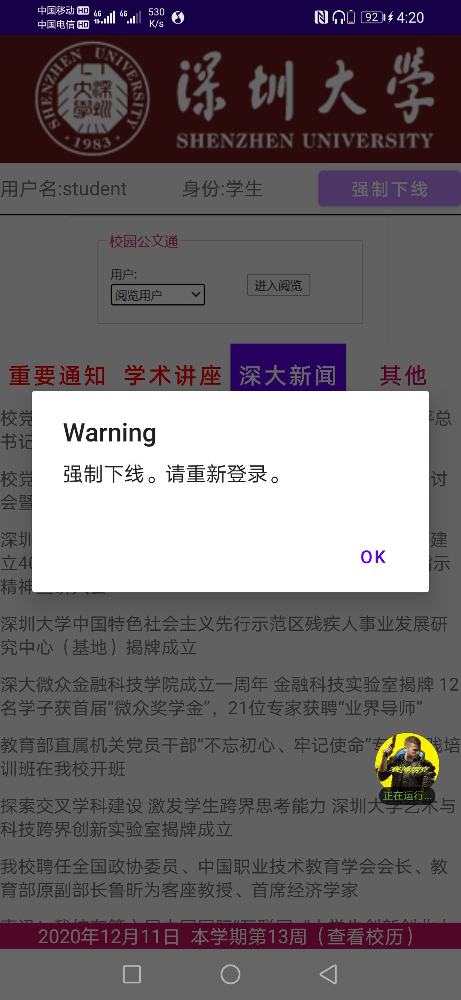 中国移动 HD 4G 4G 530 K/s 92 4:20
中国电信 HD
SHENZHEN UNIVERSITY
·1983·
深圳大学
SHENZHEN UNIVERSITY
用户名:student 身份:学生 强制下线
校园公文通
用户:
阅览用户 进入阅览
重要通知 学术讲座 深大新闻 其他
校党 总
书记
Warning
强制下线。请重新登录。
OK
校党 讨
会暨
深圳 建
立40 指示
精神
深圳大学中国特色社会主义先行示范区残疾人事业发展研
究中心（基地）揭牌成立
深大微众金融科技学院成立一周年 金融科技实验室揭牌 12
名学子获首届“微众奖学金”，21位专家获聘“业界导师”
教育部直属机关党员干部“不忘初心、牢记使命”专 践培
训班在我校开班
赛博朋克
正在运行...
探索交叉学科建设 激发学生跨界思考能力 深圳大学艺术与
科技跨界创新实验室揭牌成立
我校聘任全国政协委员、中国职业技术教育学会会长、教
育部原副部长鲁昕为客座教授、首席经济学家
2020年12月11日 本学期第13周（查看校历）